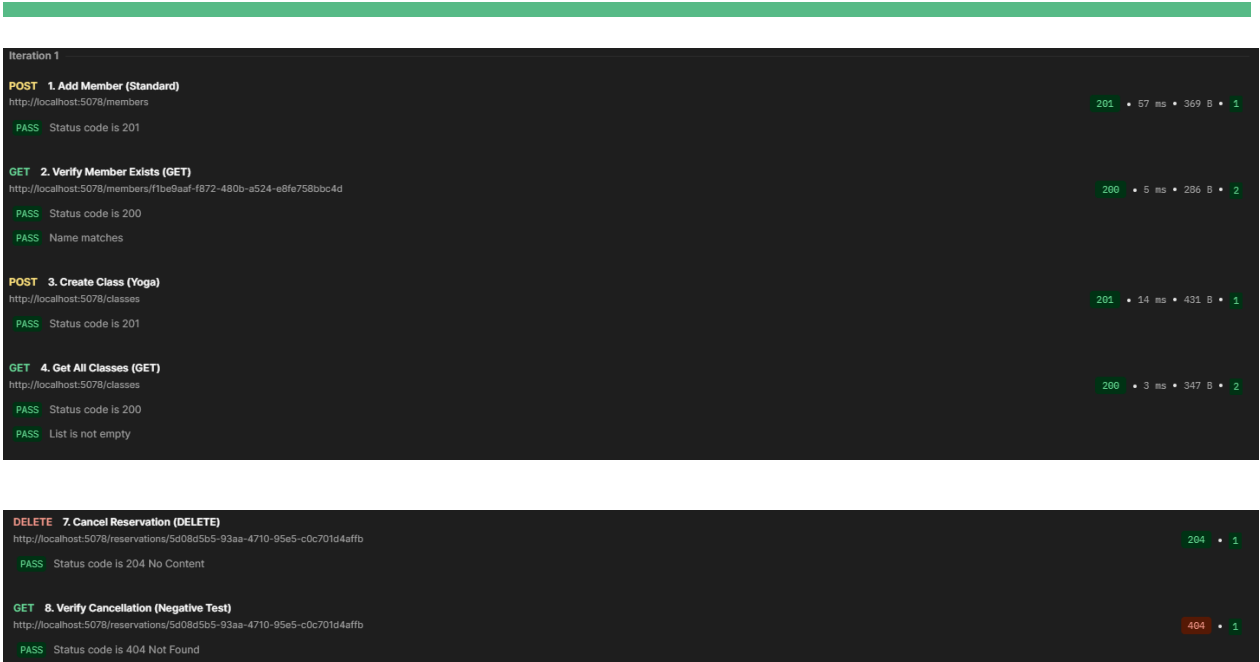 Iteration 1
POST 1. Add Member (Standard)
http://localhost:5078/members
201 • 57 ms • 369 B • 1
PASS Status code is 201
GET 2. Verify Member Exists (GET)
http://localhost:5078/members/f1be9aaf-f872-480b-a524-e8fe758bbc4d
200 • 5 ms • 286 B • 2
PASS Status code is 200
PASS Name matches
POST 3. Create Class (Yoga)
http://localhost:5078/classes
201 • 14 ms • 431 B • 1
PASS Status code is 201
GET 4. Get All Classes (GET)
http://localhost:5078/classes
200 • 3 ms • 347 B • 2
PASS Status code is 200
PASS List is not empty
DELETE 7. Cancel Reservation (DELETE)
http://localhost:5078/reservations/5d08d5b5-93aa-4710-95e5-c0c701d4affb
204 • 1
PASS Status code is 204 No Content
GET 8. Verify Cancellation (Negative Test)
http://localhost:5078/reservations/5d08d5b5-93aa-4710-95e5-c0c701d4affb
404 • 1
PASS Status code is 404 Not Found